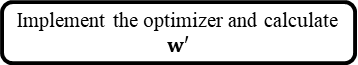 Implement the optimizer and calculate
w′